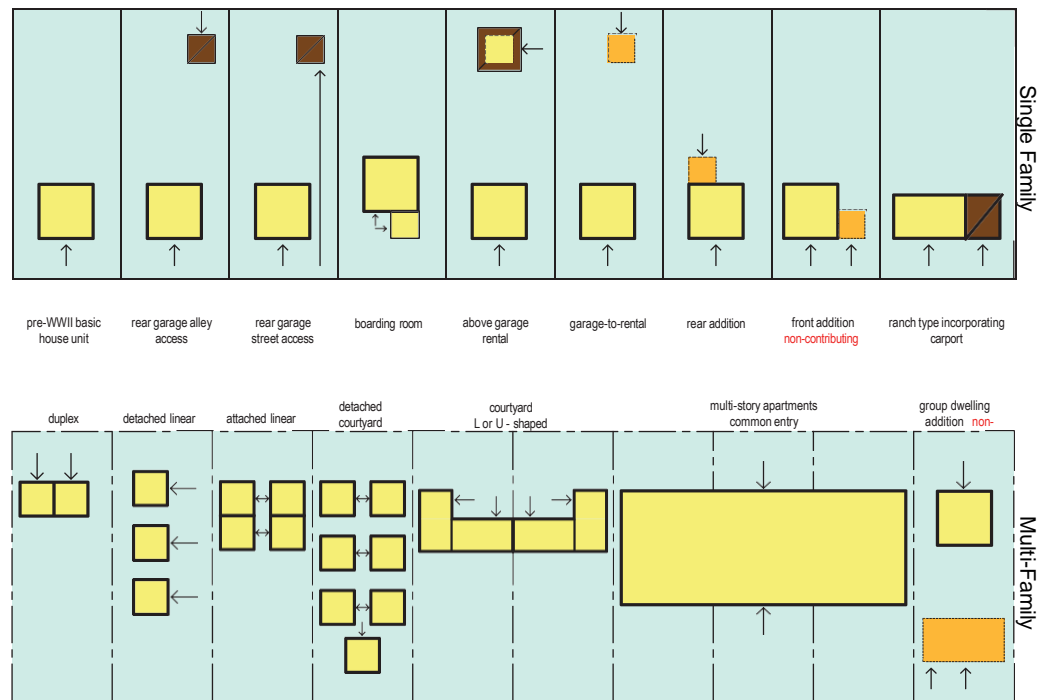 Single Family
pre-WWII basic
house unit
rear garage alley
access
rear garage
street access
boarding room
above garage
rental
garage-to-rental
rear addition
front addition
non-contributing
ranch type incorporating
carport
duplex
detached linear
attached linear
detached
courtyard
courtyard
L or U - shaped
multi-story apartments
common entry
group dwelling
addition non-
Multi-Family